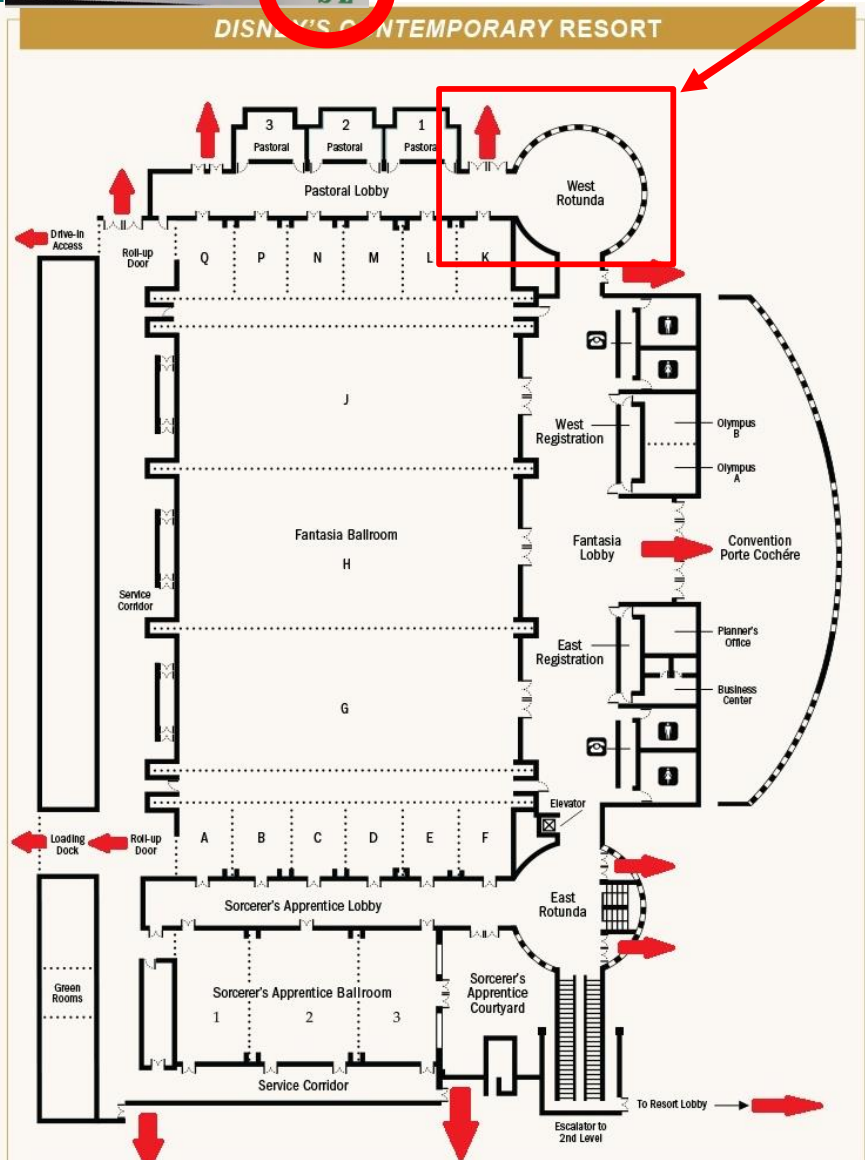 DISNEY'S CONTEMPORARY RESORT
3
Pastoral
2
Pastoral
1
Pastoral
Pastoral Lobby
West
Rotunda
Drive-in
Access
Roll-up
Door
Q
P
N
M
L
K
J
West
Registration
Olympus
B
Olympus
A
Fantasia Ballroom
H
Fantasia
Lobby
Convention
Porte Cochére
Service
Corridor
East
Registration
Planner's
Office
Business
Center
G
Elevator
Loading
Dock
Roll-up
Door
A
B
C
D
E
F
Sorcerer's Apprentice Lobby
East
Rotunda
Green
Rooms
Sorcerer's Apprentice Ballroom
1
2
3
Sorcerer's
Apprentice
Courtyard
Service Corridor
To Resort Lobby
Escalator to
2nd Level